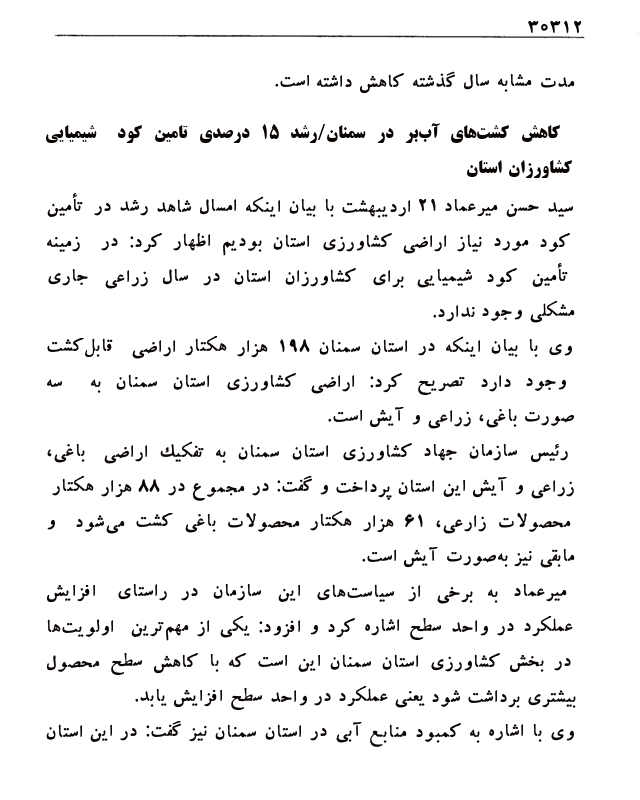 ۳۰۳۱۲
مدت مشابه سال گذشته کاهش داشته است.
کاهش کشت‌های آب‌بر در سمنان/رشد ۱۵ درصدی تامین کود شیمیایی
کشاورزان استان
سید حسن میرعماد ۲۱ اردیبهشت با بیان اینکه امسال شاهد رشد در تأمین
کود مورد نیاز اراضی کشاورزی استان بودیم اظهار کرد: در زمینه
تأمین کود شیمیایی برای کشاورزان استان در سال زراعی جاری
مشکلی وجود ندارد.
وی با بیان اینکه در استان سمنان ۱۹۸ هزار هکتار اراضی قابل‌کشت
وجود دارد تصریح کرد: اراضی کشاورزی استان سمنان به سه
صورت باغی، زراعی و آیش است.
رئیس سازمان جهاد کشاورزی استان سمنان به تفکیك اراضی باغی،
زراعی و آیش این استان پرداخت و گفت: در مجموع در ۸۸ هزار هکتار
محصولات زارعی، ۶۱ هزار هکتار محصولات باغی کشت می‌شود و
مابقی نیز به‌صورت آیش است.
میرعماد به برخی از سیاست‌های این سازمان در راستای افزایش
عملکرد در واحد سطح اشاره کرد و افزود: یکی از مهم‌ترین اولویت‌ها
در بخش کشاورزی استان سمنان این است که با کاهش سطح محصول
بیشتری برداشت شود یعنی عملکرد در واحد سطح افزایش یابد.
وی با اشاره به کمبود منابع آبی در استان سمنان نیز گفت: در این استان